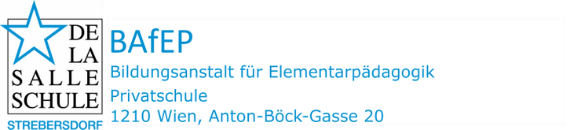 DE
LA
SALLE
SCHULE
STREBERSDORF
BAfEP
Bildungsanstalt für Elementarpädagogik
Privatschule
1210 Wien, Anton-Böck-Gasse 20